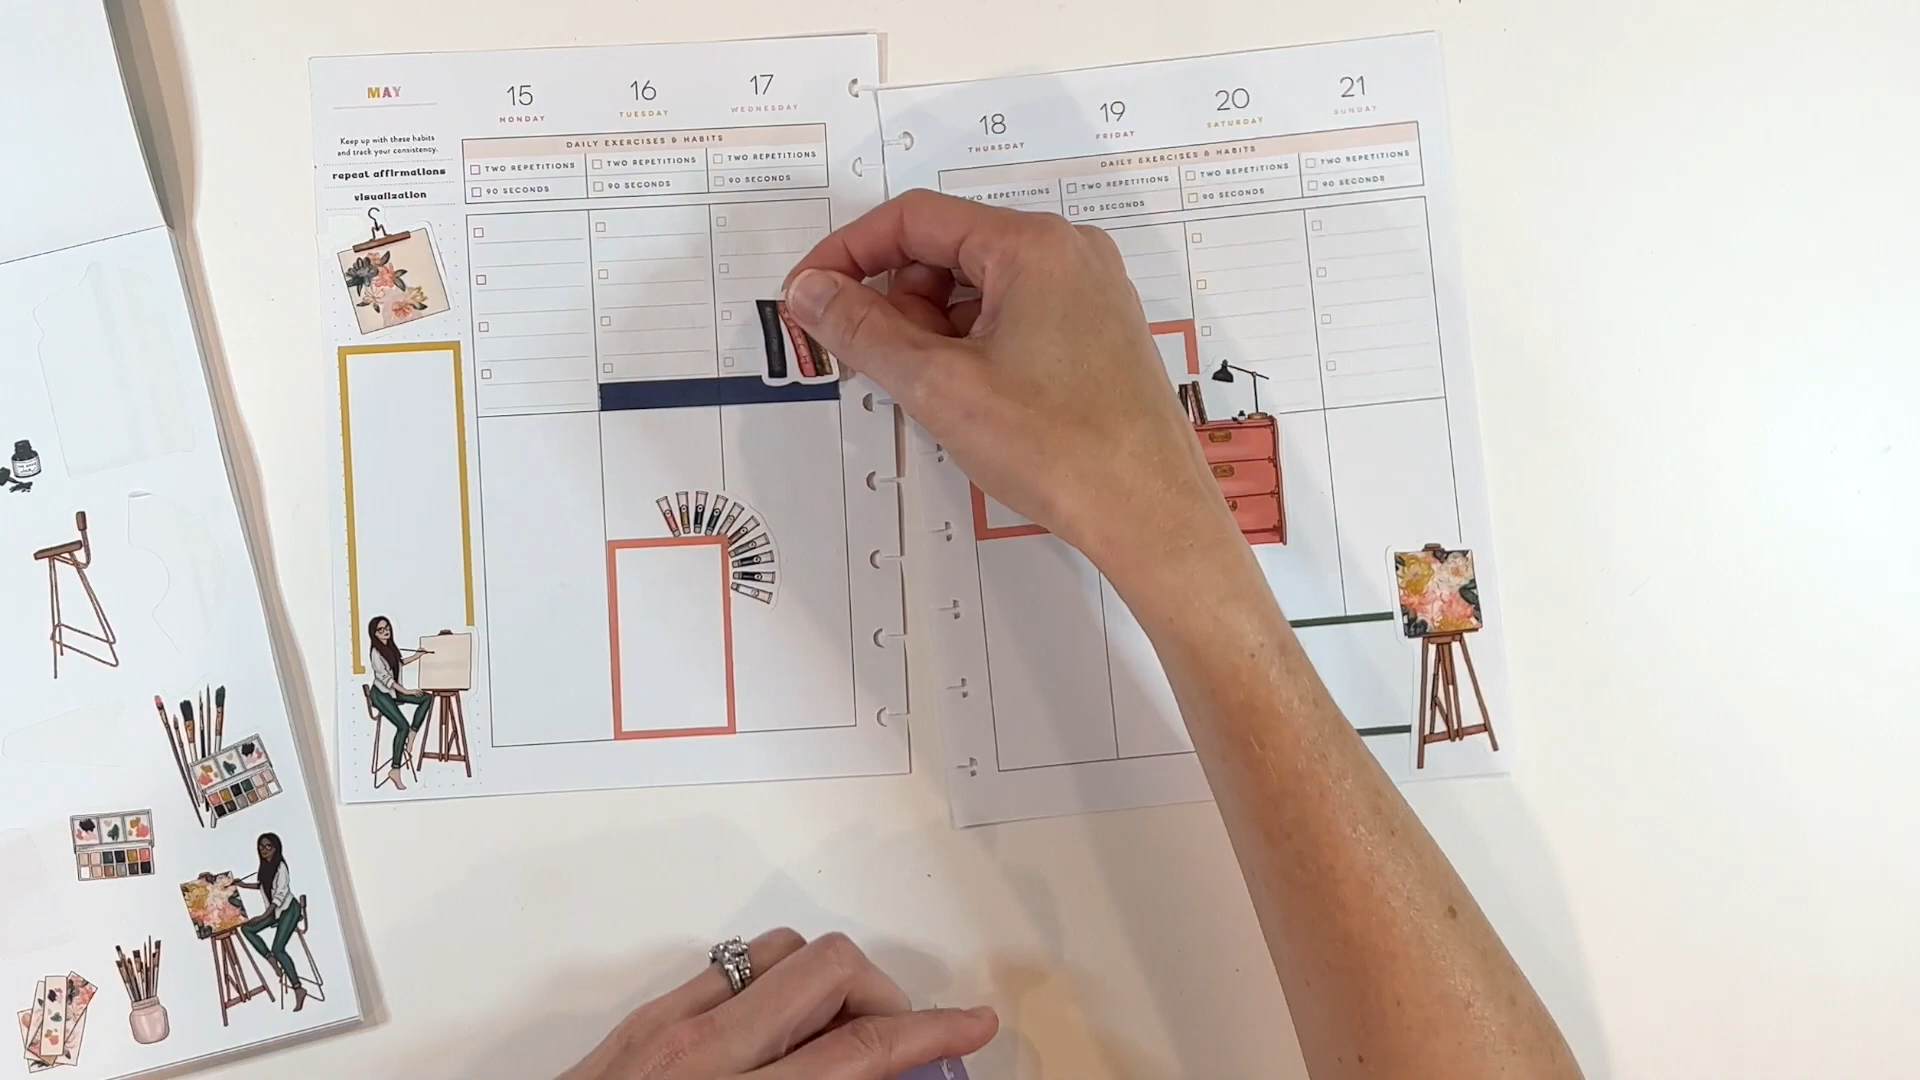 MAY
Keep up with these habits
and track your consistency.
repeat affirmations
visualization
15
MONDAY
16
TUESDAY
17
WEDNESDAY
DAILY EXERCISES & HABITS
TWO REPETITIONS
TWO REPETITIONS
TWO REPETITIONS
90 SECONDS
90 SECONDS
90 SECONDS
18
THURSDAY
19
FRIDAY
20
SATURDAY
21
SUNDAY
DAILY EXERCISES & HABITS
TWO REPETITIONS
TWO REPETITIONS
TWO REPETITIONS
TWO REPETITIONS
90 SECONDS
90 SECONDS
90 SECONDS